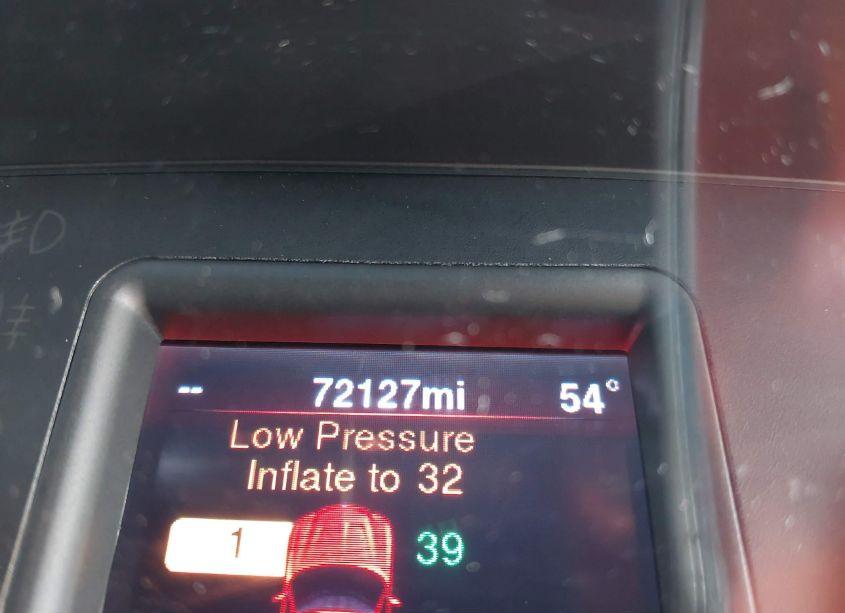 -- 72127mi 54°
Low Pressure
Inflate to 32
1 39